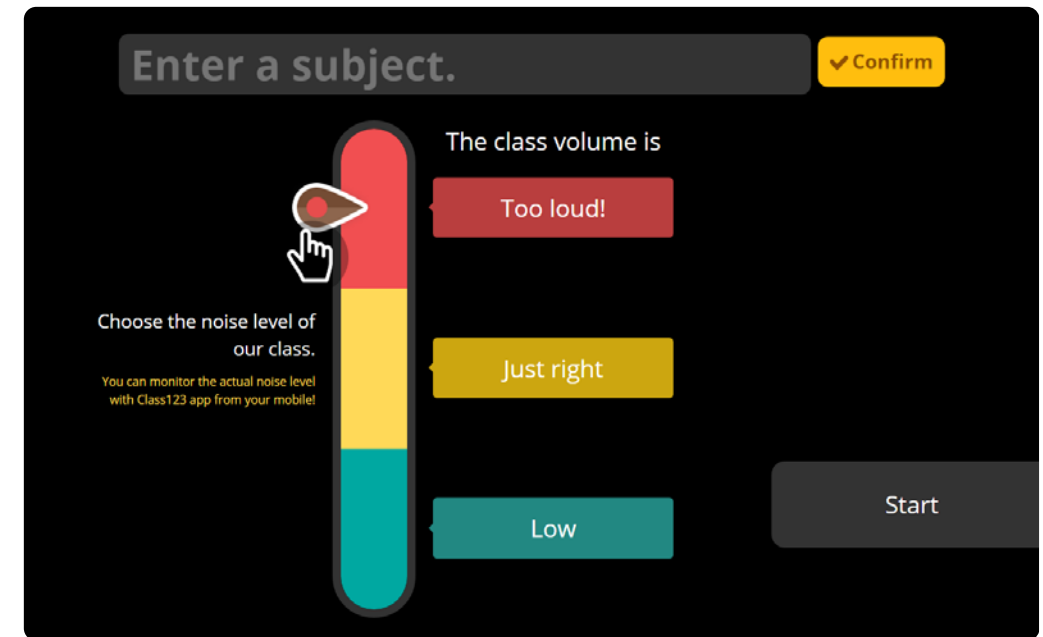 Enter a subject.
Confirm
The class volume is
Too loud!
Choose the noise level of
our class.
You can monitor the actual noise level
with Class123 app from your mobile!
Just right
Low
Start